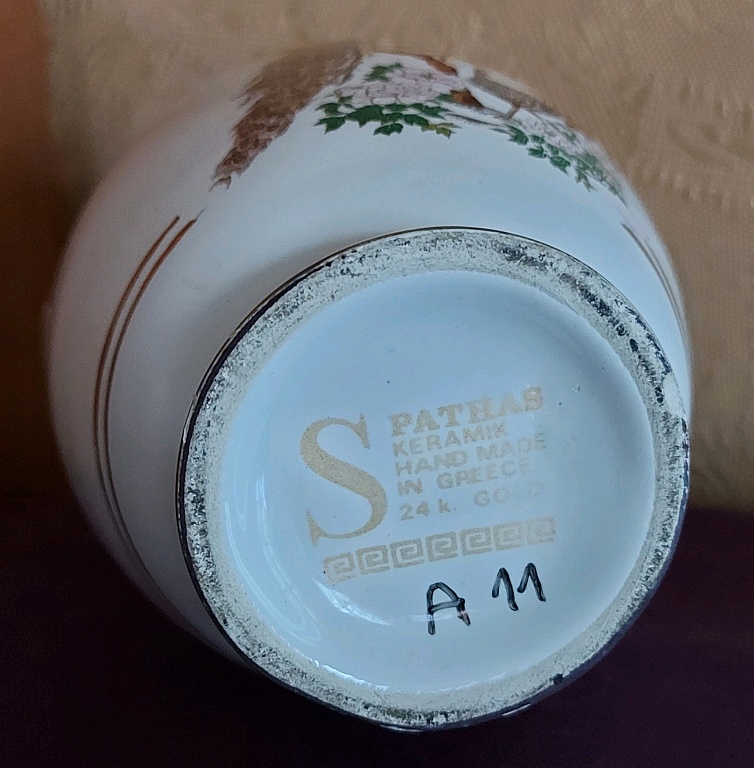 S PATHAS
KERAMIK
HAND MADE
IN GREECE
24 k. GOLD
A 11